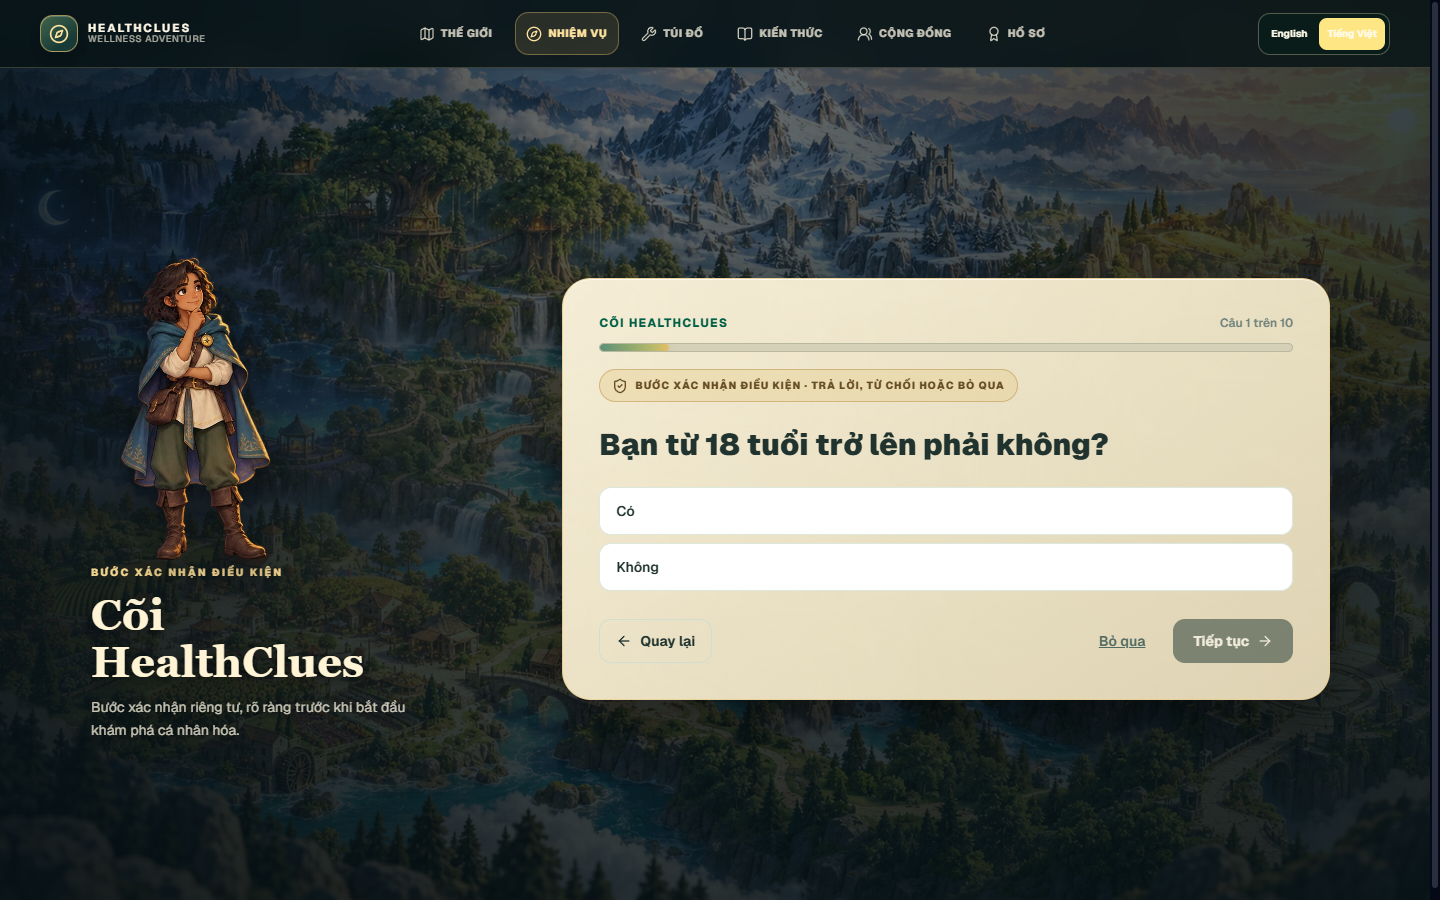 HEALTHCLUES
WELLNESS ADVENTURE
THẾ GIỚI
NHIỆM VỤ
TÚI ĐỒ
KIẾN THỨC
CỘNG ĐỒNG
HỒ SƠ
English
Tiếng Việt
CÕI HEALTHCLUES
Câu 1 trên 10
BƯỚC XÁC NHẬN ĐIỀU KIỆN · TRẢ LỜI, TỪ CHỐI HOẶC BỎ QUA
Bạn từ 18 tuổi trở lên phải không?
Có
Không
Quay lại
Bỏ qua
Tiếp tục
BƯỚC XÁC NHẬN ĐIỀU KIỆN
Cõi
HealthClues
Bước xác nhận riêng tư, rõ ràng trước khi bắt đầu
khám phá cá nhân hóa.